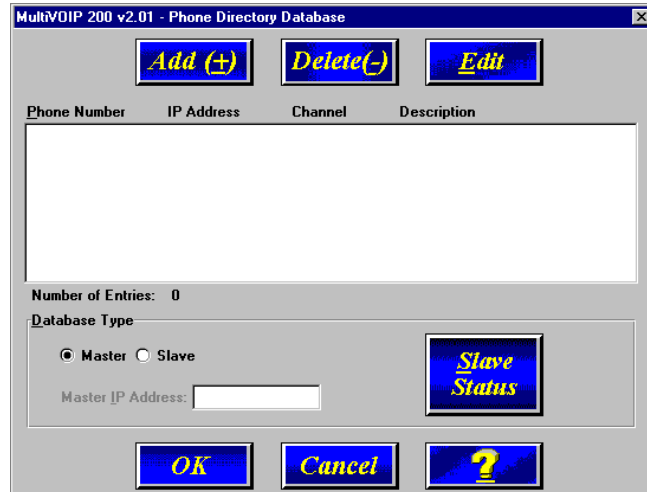 MultiVOIP 200 v2.01 - Phone Directory Database
Add (+) Delete(-) Edit
Phone Number IP Address Channel Description
Number of Entries: 0
Database Type
Master Slave
Master IP Address:
Slave
Status
OK Cancel ?